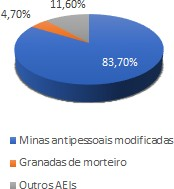 11,60%
4,70%
83,70%
Minas antipessoais modificadas
Granadas de morteiro
Outros AEIs